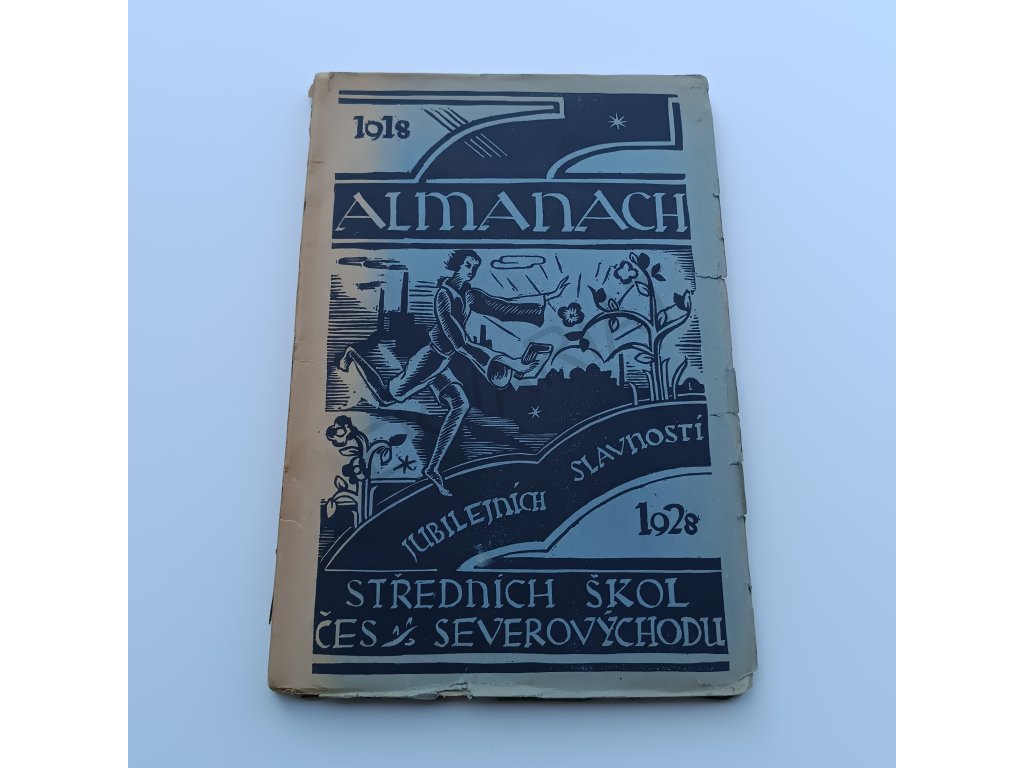 1918
ALMANACH
JUBILEJNÍCH SLAVNOSTÍ
1928
STŘEDNÍCH ŠKOL
ČES SEVEROVÝCHODU